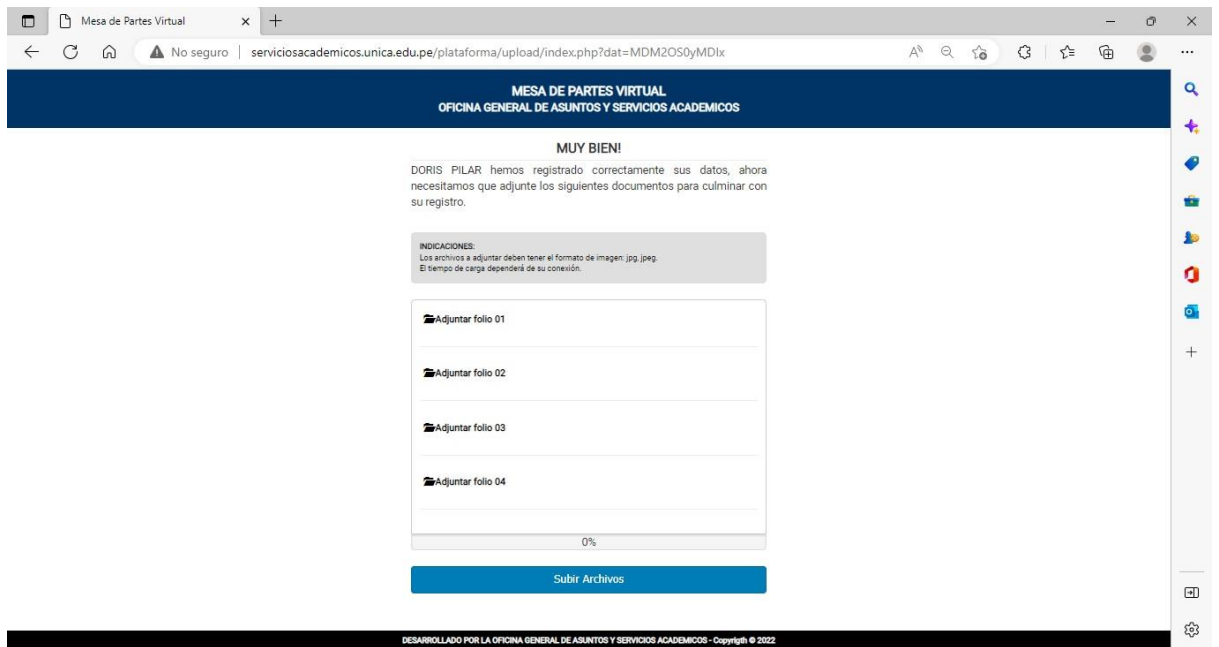 Mesa de Partes Virtual
No seguro | serviciosacademicos.unica.edu.pe/plataforma/upload/index.php?dat=MDM2OS0yMDIx
MESA DE PARTES VIRTUAL
OFICINA GENERAL DE ASUNTOS Y SERVICIOS ACADEMICOS
MUY BIEN!
DORIS PILAR hemos registrado correctamente sus datos, ahora
necesitamos que adjunte los siguientes documentos para culminar con
su registro.
INDICACIONES:
Los archivos a adjuntar deben tener el formato de imagen: jpg, jpeg.
El tiempo de carga dependerá de su conexión.
Adjuntar folio 01
Adjuntar folio 02
Adjuntar folio 03
Adjuntar folio 04
0%
Subir Archivos
DESARROLLADO POR LA OFICINA GENERAL DE ASUNTOS Y SERVICIOS ACADEMICOS - Copyrigth © 2022